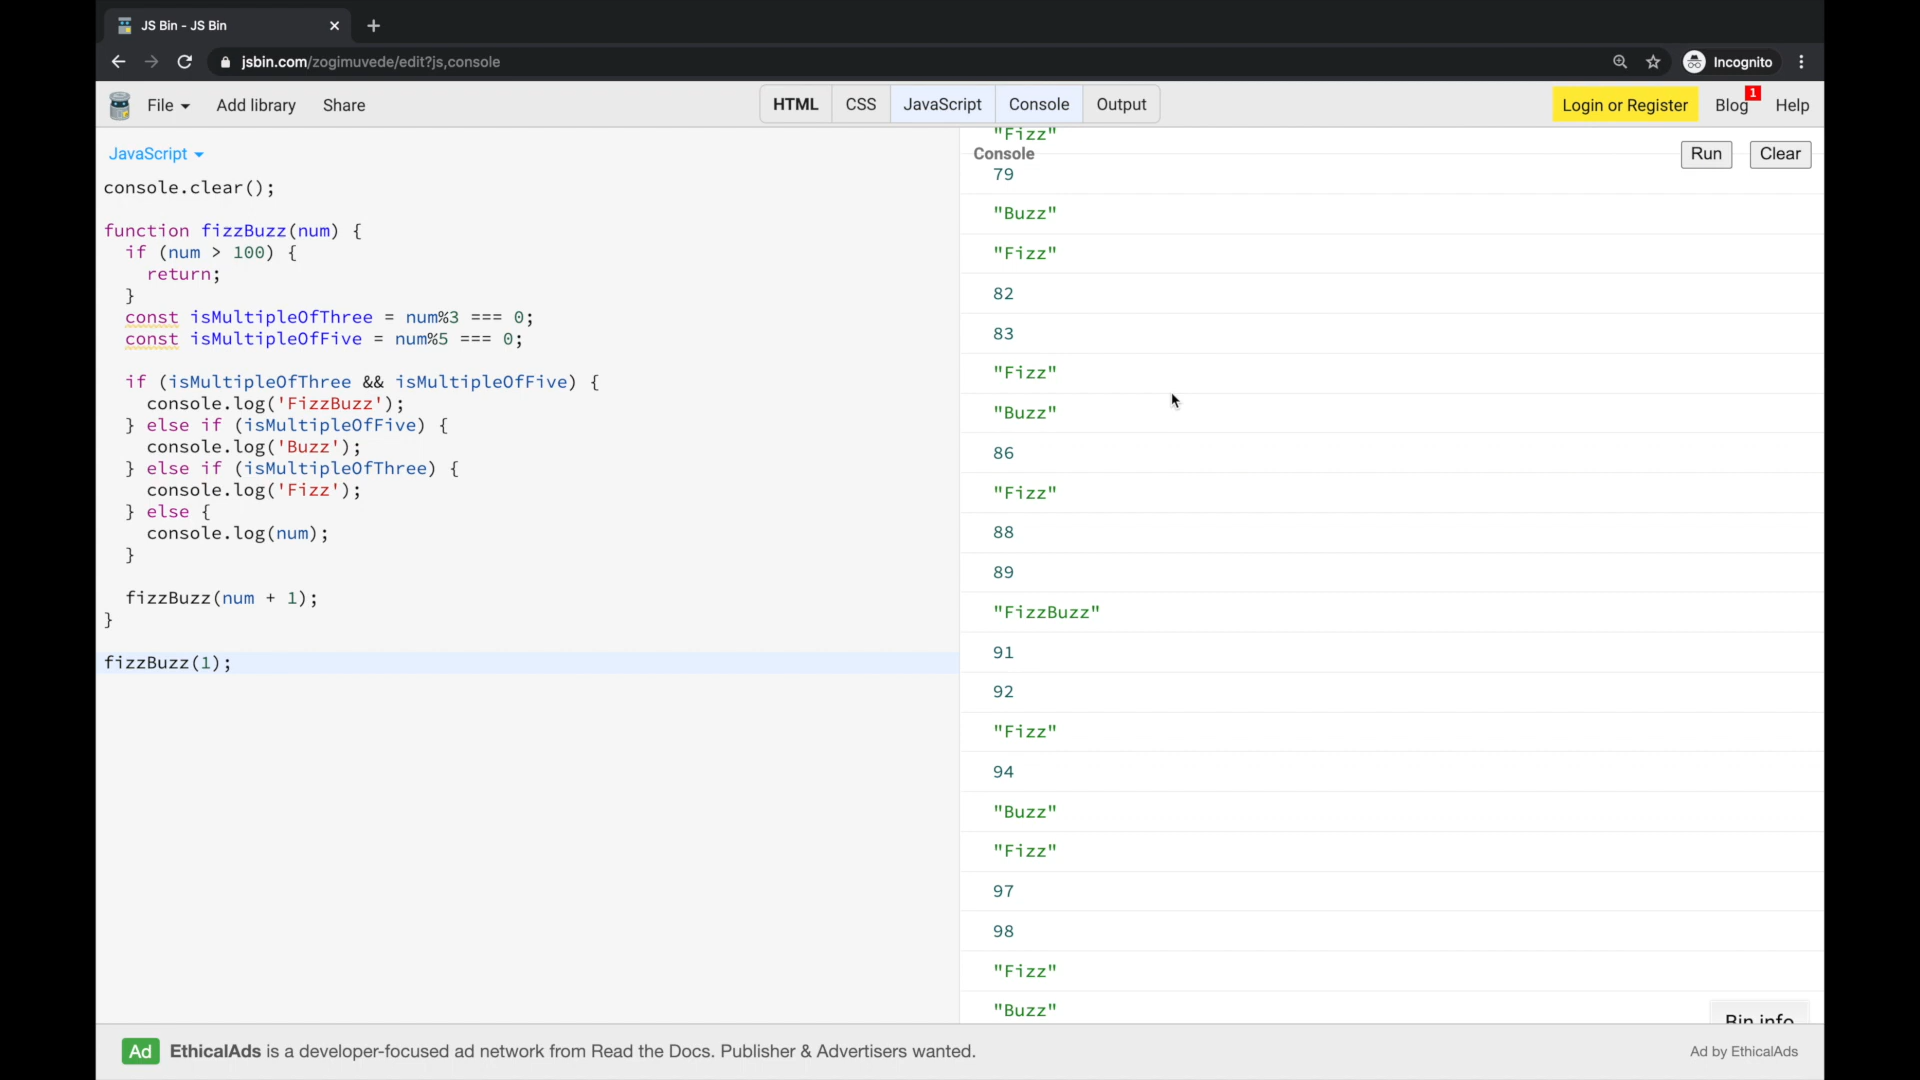 JS Bin - JS Bin
jsbin.com/zogimuvede/edit?js,console
Incognito
File
Add library
Share
HTML
CSS
JavaScript
Console
Output
Login or Register
Blog
1
Help
JavaScript
console.clear();
function fizzBuzz(num) {
  if (num > 100) {
    return;
  }
  const isMultipleOfThree = num%3 === 0;
  const isMultipleOfFive = num%5 === 0;
  if (isMultipleOfThree && isMultipleOfFive) {
    console.log('FizzBuzz');
  } else if (isMultipleOfFive) {
    console.log('Buzz');
  } else if (isMultipleOfThree) {
    console.log('Fizz');
  } else {
    console.log(num);
  }
  fizzBuzz(num + 1);
}
fizzBuzz(1);
"Fizz"
Console
Run
Clear
79
"Buzz"
"Fizz"
82
83
"Fizz"
"Buzz"
86
"Fizz"
88
89
"FizzBuzz"
91
92
"Fizz"
94
"Buzz"
"Fizz"
97
98
"Fizz"
"Buzz"
Bin info
Ad
EthicalAds is a developer-focused ad network from Read the Docs. Publisher & Advertisers wanted.
Ad by EthicalAds